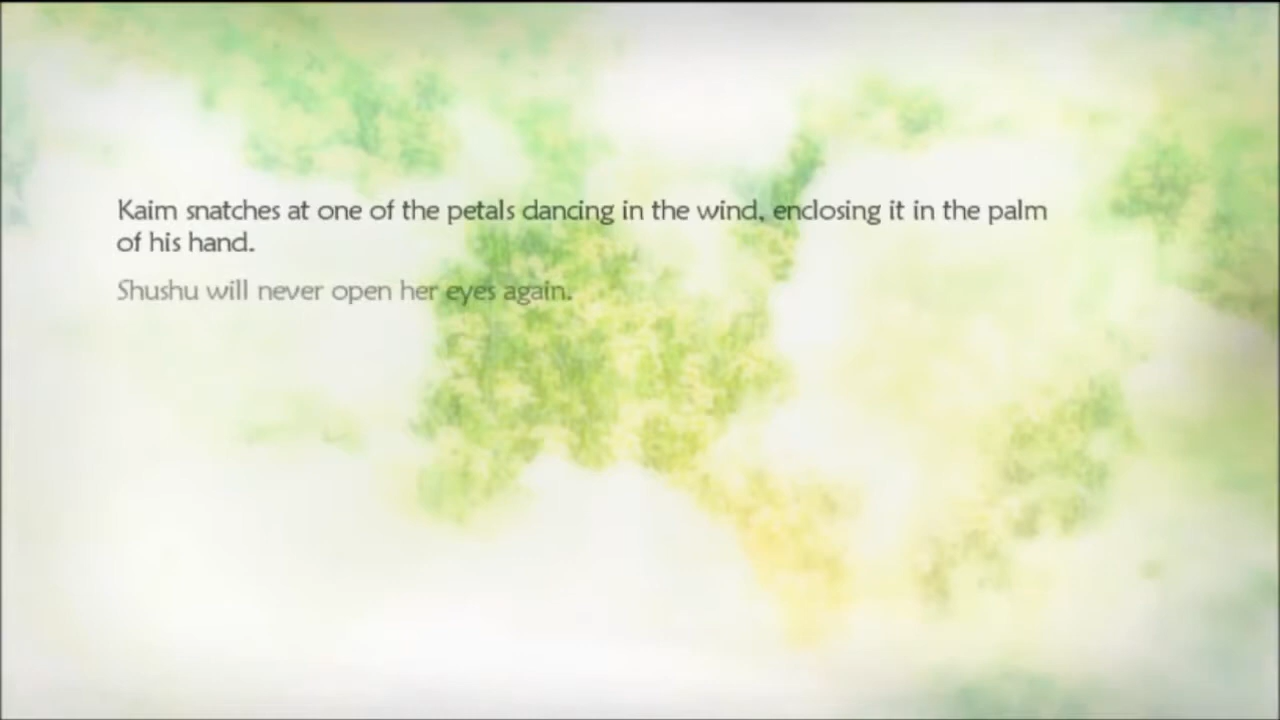 Kaim snatches at one of the petals dancing in the wind, enclosing it in the palm
of his hand.
Shushu will never open her eyes again.